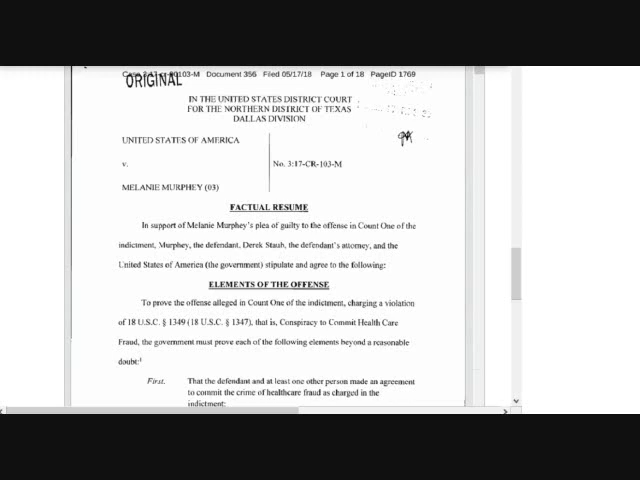 Document 356 Filed 05/17/18 Page 1 of 18 PageID 1769
ORIGINAL
IN THE UNITED STATES DISTRICT COURT
FOR THE NORTHERN DISTRICT OF TEXAS
DALLAS DIVISION
UNITED STATES OF AMERICA
v.
No. 3:17-CR-103-M
MELANIE MURPHEY (03)
FACTUAL RESUME
In support of Melanie Murphey's plea of guilty to the offense in Count One of the
indictment, Murphey, the defendant, Derek Staub, the defendant's attorney, and the
United States of America (the government) stipulate and agree to the following:
ELEMENTS OF THE OFFENSE
To prove the offense alleged in Count One of the indictment, charging a violation
of 18 U.S.C. § 1349 (18 U.S.C. § 1347), that is, Conspiracy to Commit Health Care
Fraud, the government must prove each of the following elements beyond a reasonable
doubt:1
First. That the defendant and at least one other person made an agreement
to commit the crime of healthcare fraud as charged in the
indictment;